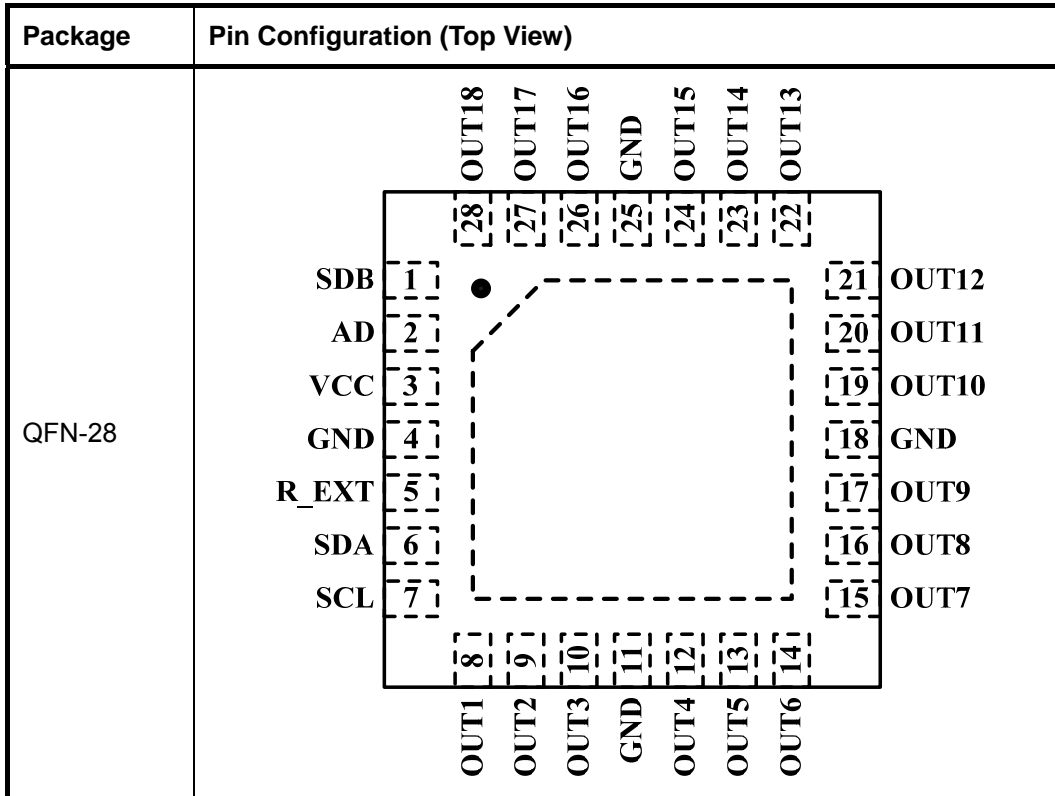 Package Pin Configuration (Top View)
QFN-28
OUT18 OUT17 OUT16 GND OUT15 OUT14 OUT13
28 27 26 25 24 23 22
SDB 1 21 OUT12
AD 2 20 OUT11
VCC 3 19 OUT10
GND 4 18 GND
R_EXT 5 17 OUT9
SDA 6 16 OUT8
SCL 7 15 OUT7
8 9 10 11 12 13 14
OUT1 OUT2 OUT3 GND OUT4 OUT5 OUT6